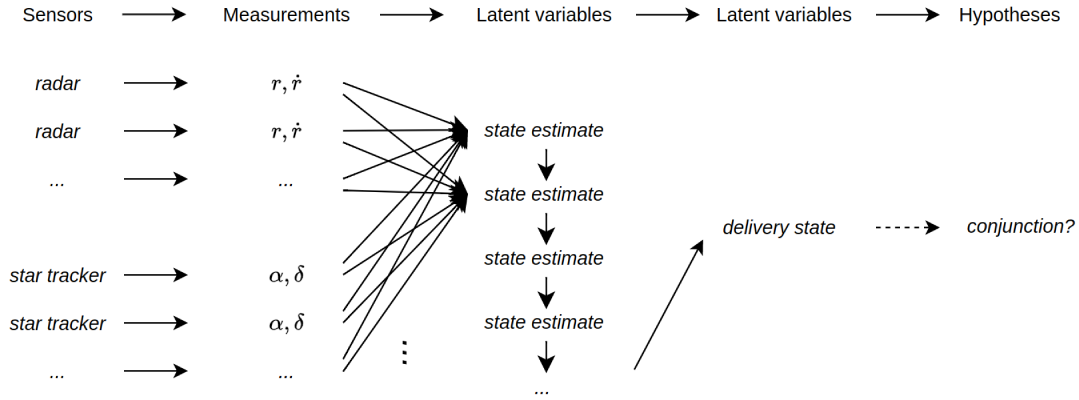 Sensors Measurements Latent variables Latent variables Hypotheses
radar r, ṙ
radar r, ṙ state estimate
... ...
state estimate
delivery state conjunction?
state estimate
star tracker α, δ
star tracker α, δ state estimate
... ...
...